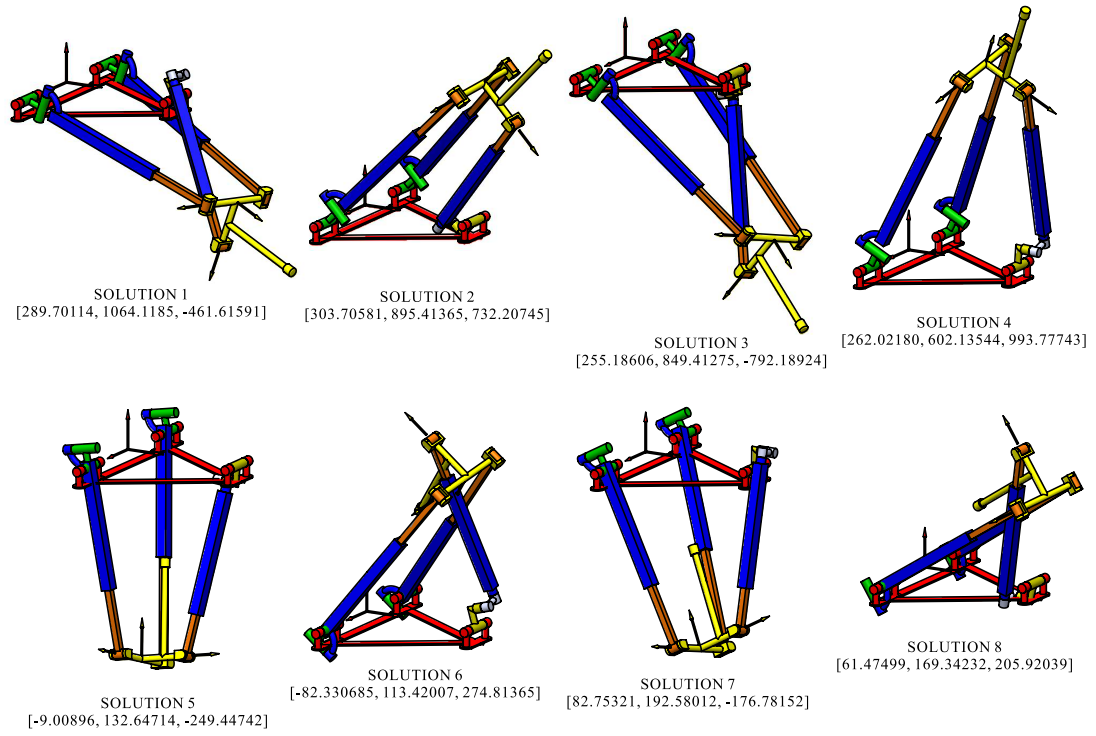 SOLUTION 1
[289.70114, 1064.1185, -461.61591]
SOLUTION 2
[303.70581, 895.41365, 732.20745]
SOLUTION 3
[255.18606, 849.41275, -792.18924]
SOLUTION 4
[262.02180, 602.13544, 993.77743]
SOLUTION 5
[-9.00896, 132.64714, -249.44742]
SOLUTION 6
[-82.330685, 113.42007, 274.81365]
SOLUTION 7
[82.75321, 192.58012, -176.78152]
SOLUTION 8
[61.47499, 169.34232, 205.92039]